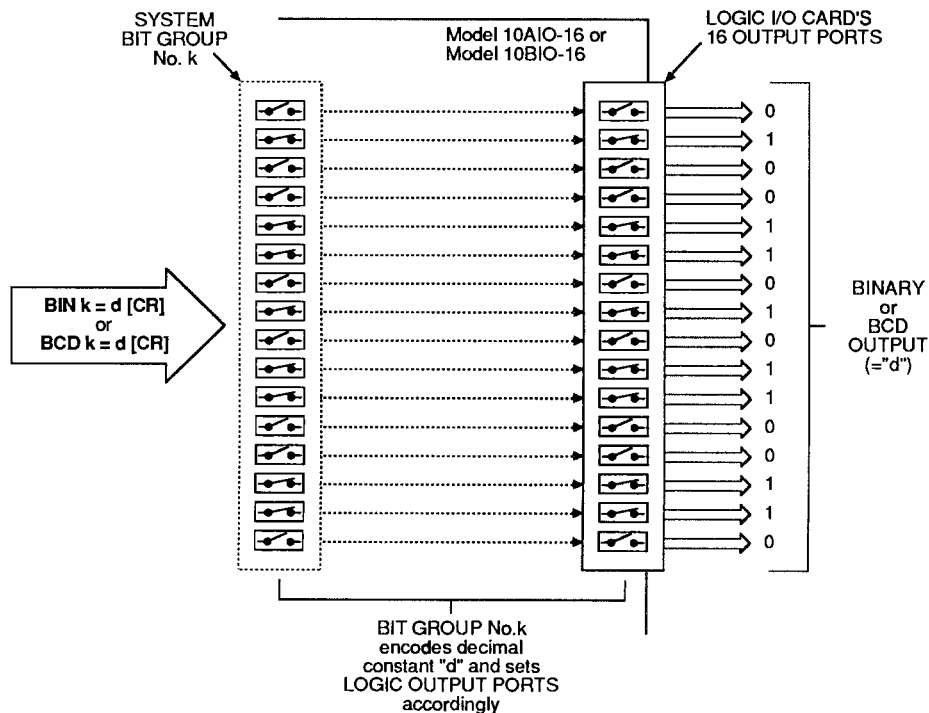 SYSTEM
BIT GROUP
No. k
Model 10AIO-16 or
Model 10BIO-16
LOGIC I/O CARD'S
16 OUTPUT PORTS
BIN k = d [CR]
or
BCD k = d [CR]
0
1
0
0
1
1
0
1
0
1
1
0
0
1
1
0
BINARY
or
BCD
OUTPUT
(="d")
BIT GROUP No.k
encodes decimal
constant "d" and sets
LOGIC OUTPUT PORTS
accordingly